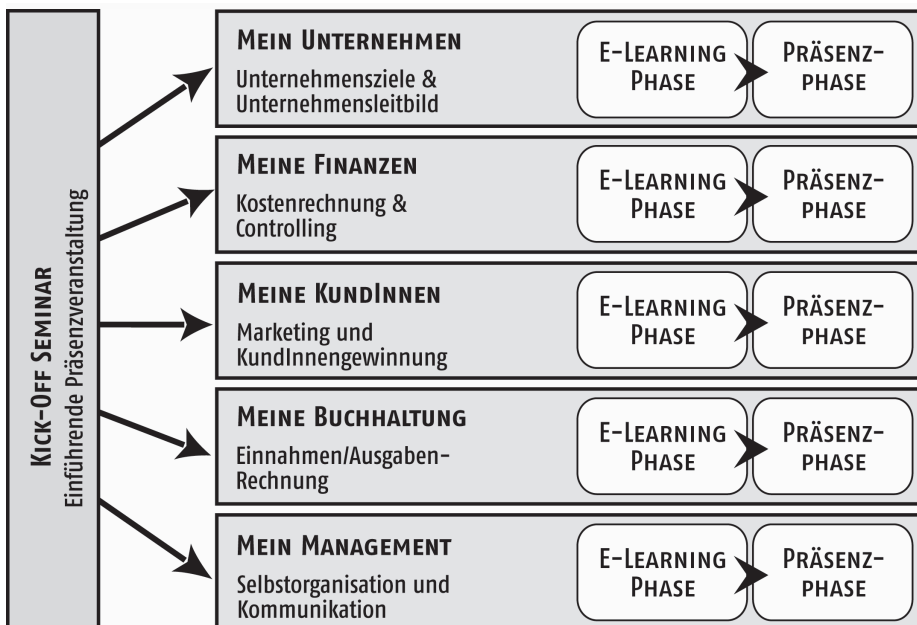 KICK-OFF SEMINAR
Einführende Präsenzveranstaltung
MEIN UNTERNEHMEN
Unternehmensziele &
Unternehmensleitbild
E-LEARNING
PHASE
PRÄSENZ-
PHASE
MEINE FINANZEN
Kostenrechnung &
Controlling
E-LEARNING
PHASE
PRÄSENZ-
PHASE
MEINE KUNDINNEN
Marketing und
KundInnengewinnung
E-LEARNING
PHASE
PRÄSENZ-
PHASE
MEINE BUCHHALTUNG
Einnahmen/Ausgaben-
Rechnung
E-LEARNING
PHASE
PRÄSENZ-
PHASE
MEIN MANAGEMENT
Selbstorganisation und
Kommunikation
E-LEARNING
PHASE
PRÄSENZ-
PHASE